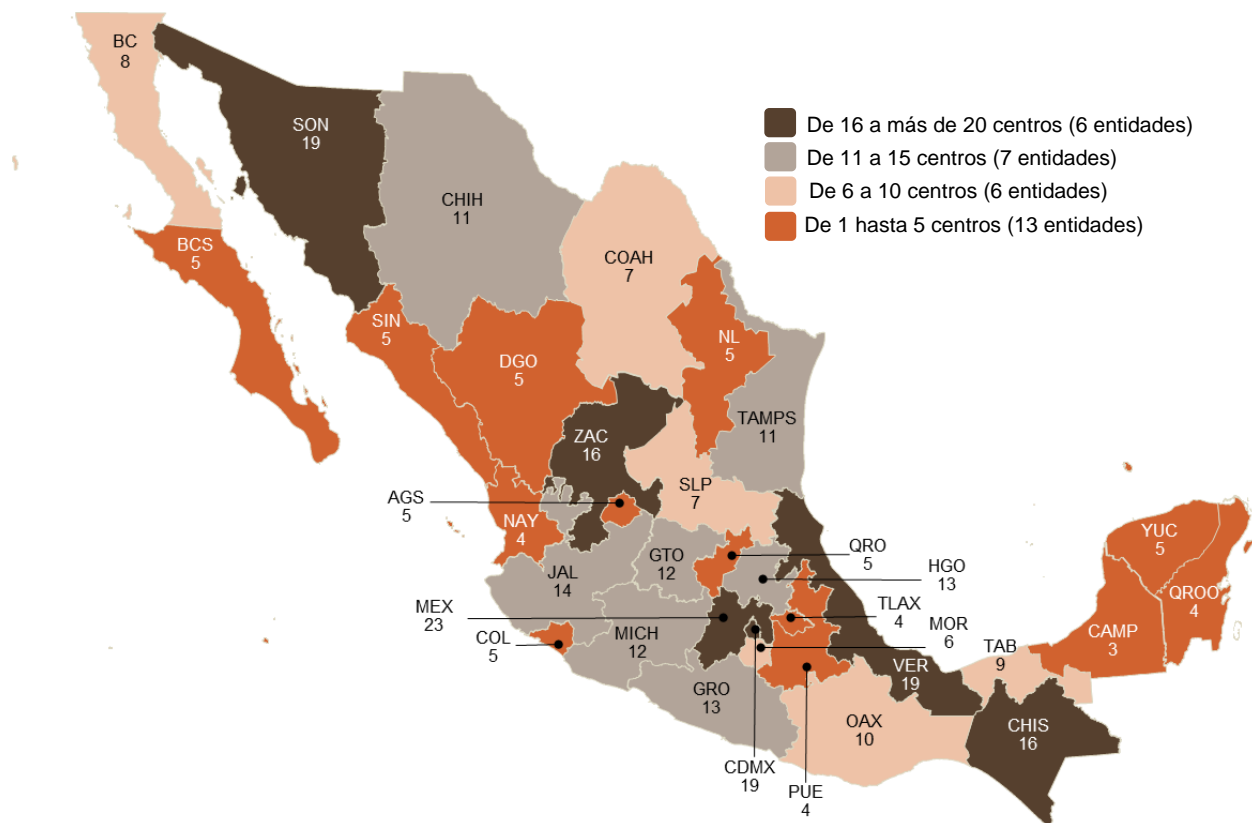 BC
8
SON
19
De 16 a más de 20 centros (6 entidades)
De 11 a 15 centros (7 entidades)
De 6 a 10 centros (6 entidades)
De 1 hasta 5 centros (13 entidades)
CHIH
11
BCS
5
COAH
7
SIN
5
NL
5
DGO
5
TAMPS
11
ZAC
16
SLP
7
AGS
5
NAY
4
YUC
5
QRO
5
GTO
12
HGO
13
JAL
14
QROO
4
TLAX
4
MEX
23
MOR
6
CAMP
3
COL
5
MICH
12
TAB
9
VER
19
GRO
13
OAX
10
CHIS
16
CDMX
19
PUE
4